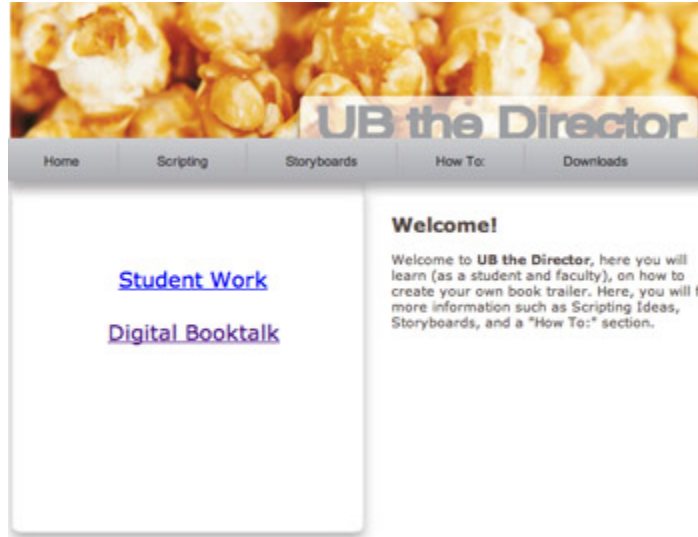 UB the Director
Home Scripting Storyboards How To: Downloads
Student Work
Digital Booktalk
Welcome!
Welcome to UB the Director, here you will
learn (as a student and faculty), on how to
create your own book trailer. Here, you will
more information such as Scripting Ideas,
Storyboards, and a "How To:" section.